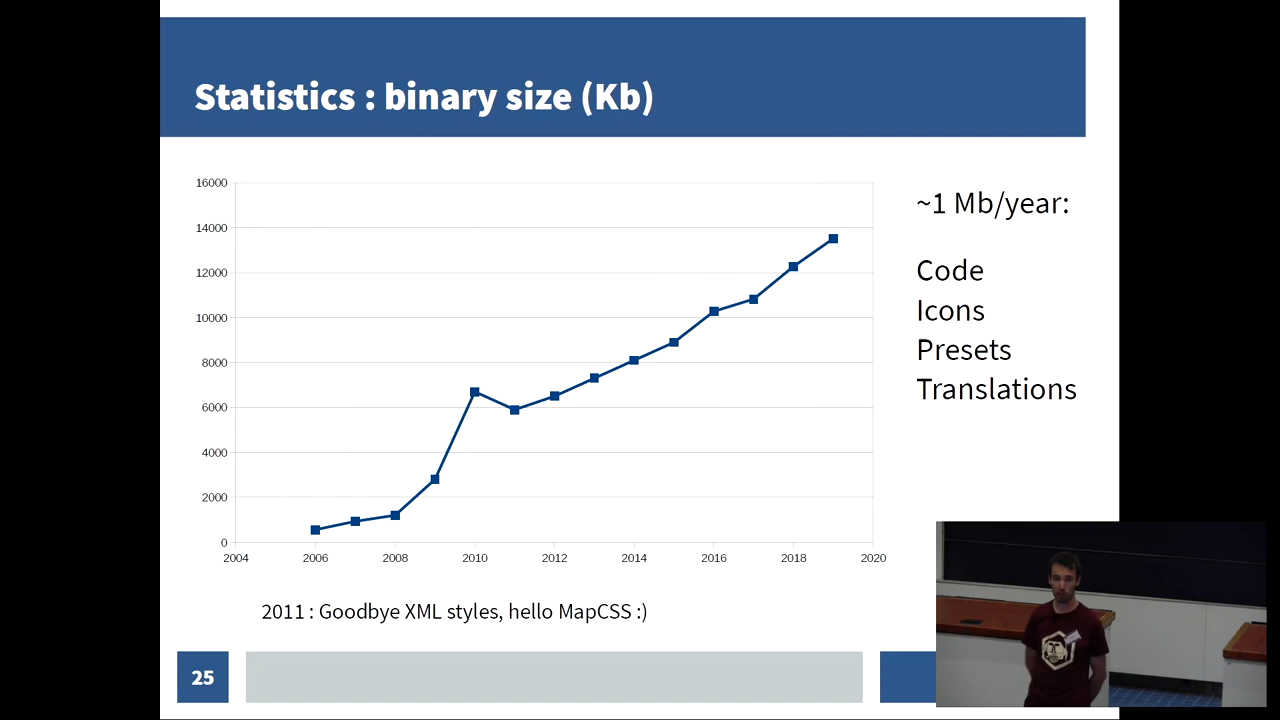 Statistics : binary size (Kb)
16000
14000
12000
10000
8000
6000
4000
2000
0
2004
2006
2008
2010
2012
2014
2016
2018
2020
~1 Mb/year:
Code
Icons
Presets
Translations
2011 : Goodbye XML styles, hello MapCSS :)
25